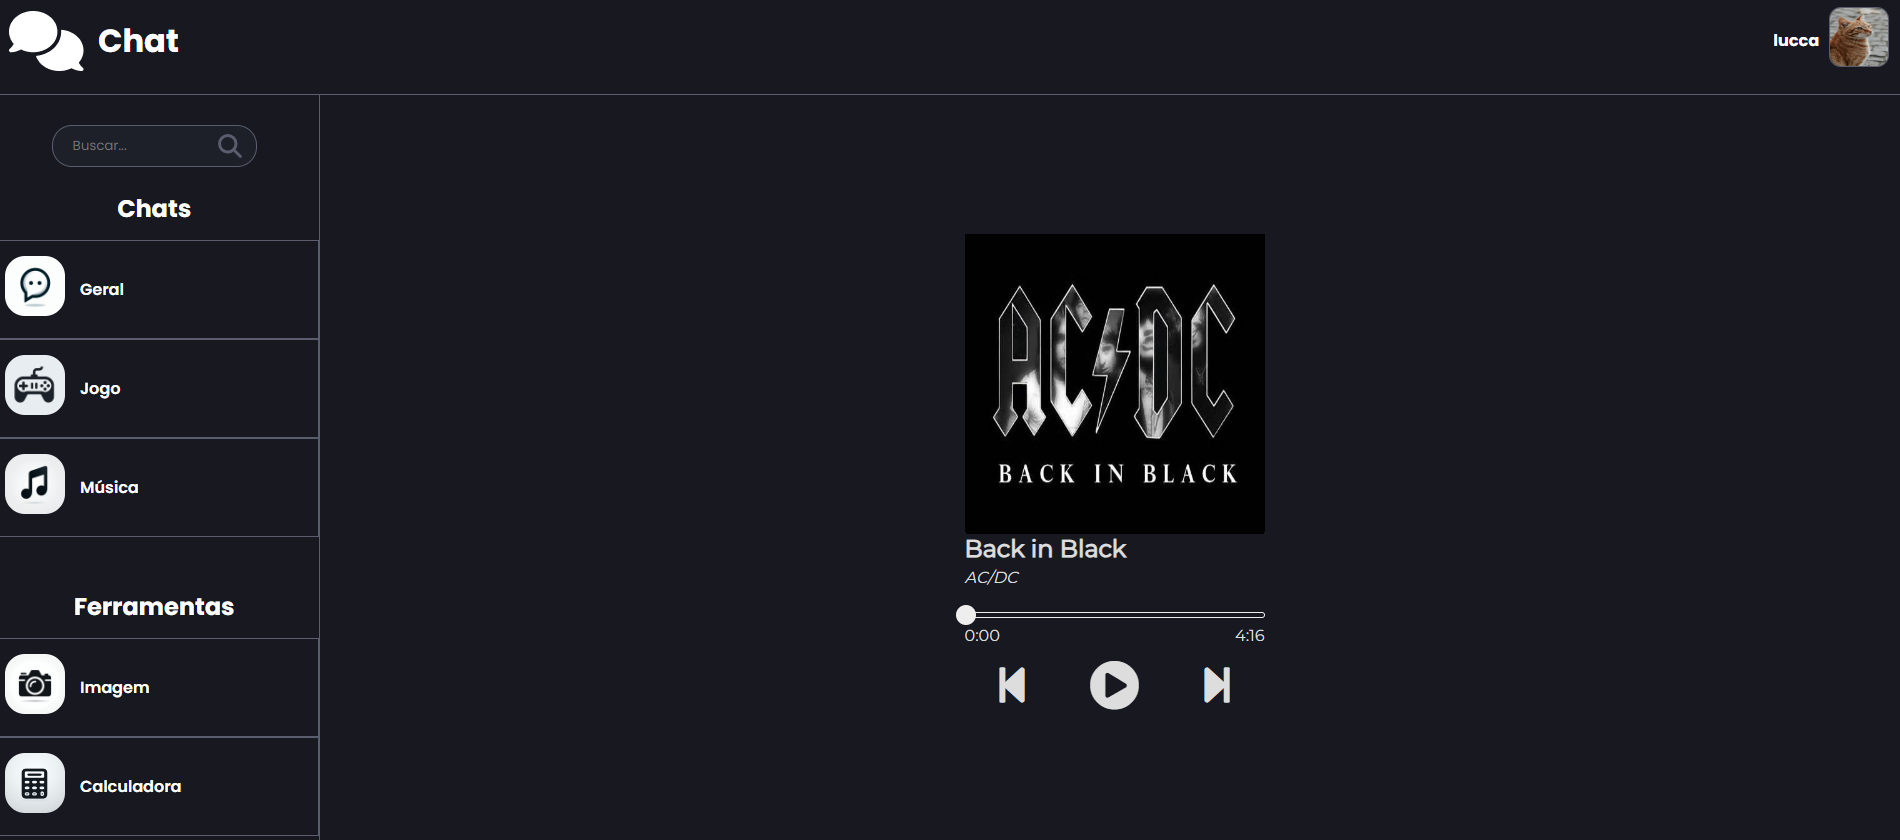 Chat
lucca
Buscar...
Chats
Geral
Jogo
Música
Ferramentas
Imagem
Calculadora
AC/DC
BACK IN BLACK
Back in Black
AC/DC
0:00
4:16